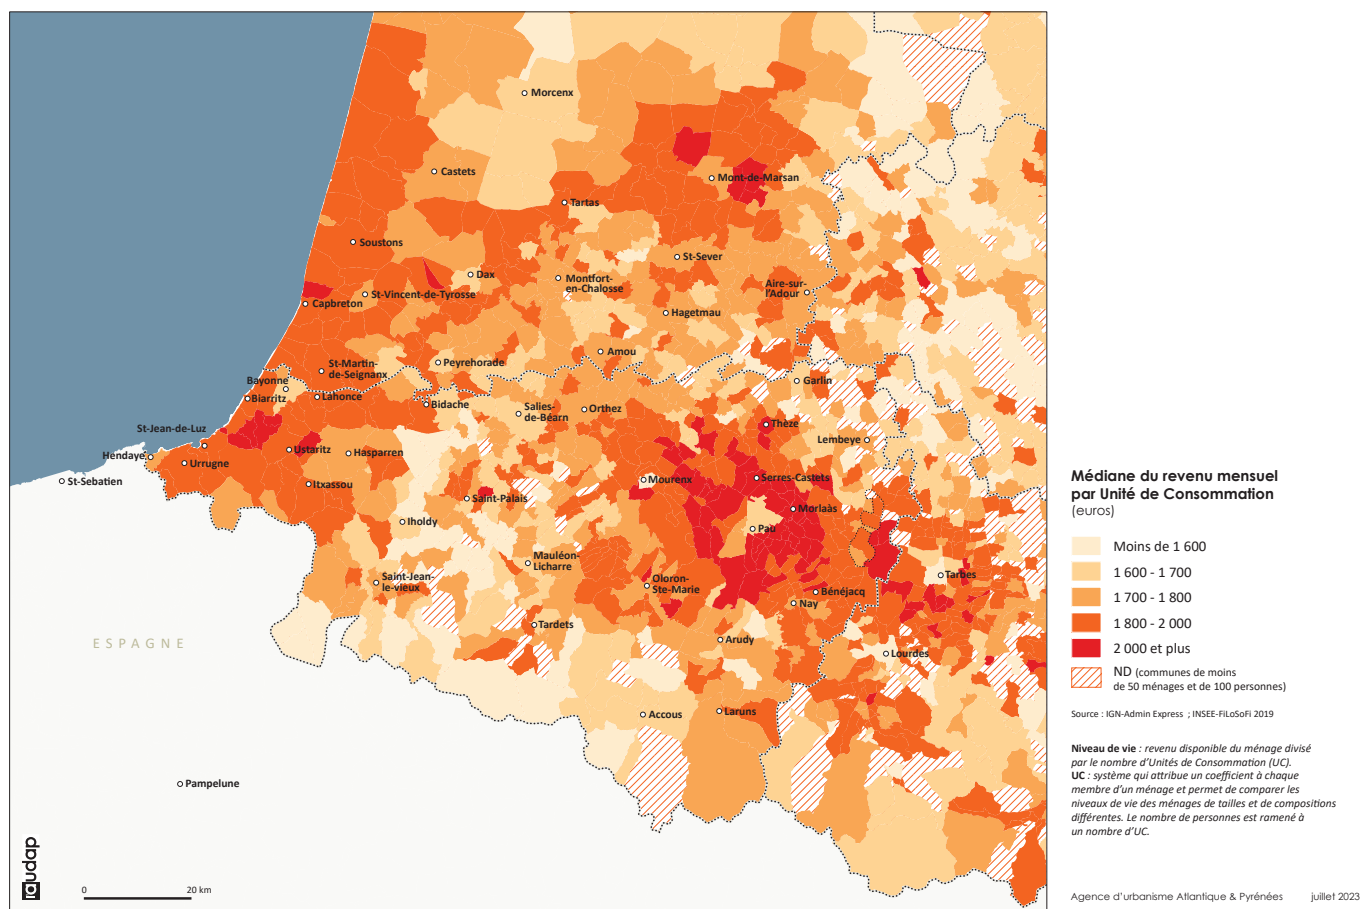 Morcenx
Castets
Mont-de-Marsan
Tartas
Soustons
St-Sever
Dax
Montfort-
en-Chalosse
Aire-sur-
l'Adour
St-Vincent-de-Tyrosse
Capbreton
Hagetmau
Amou
Peyrehorade
St-Martin-
de-Seignanx
Bayonne
Garlin
Biarritz
Lahonce
Bidache
Salies-
de-Béarn
Orthez
Thèze
St-Jean-de-Luz
Lembeye
Hendaye
Ustaritz
Hasparren
Urrugne
St-Sebatien
Itxassou
Mourenx
Serres-Castets
Saint-Palais
Morlaàs
Iholdy
Pau
Mauléon-
Licharre
Saint-Jean-
le-vieux
Oloron-
Ste-Marie
Tarbes
Bénéjacq
Nay
Tardets
Arudy
ESPAGNE
Lourdes
Accous
Laruns
Pampelune
audap
0 20 km
Médiane du revenu mensuel
par Unité de Consommation
(euros)
Moins de 1 600
1 600 - 1 700
1 700 - 1 800
1 800 - 2 000
2 000 et plus
ND (communes de moins
de 50 ménages et de 100 personnes)
Source : IGN-Admin Express ; INSEE-FiLoSoFi 2019
Niveau de vie : revenu disponible du ménage divisé
par le nombre d'Unités de Consommation (UC).
UC : système qui attribue un coefficient à chaque
membre d'un ménage et permet de comparer les
niveaux de vie des ménages de tailles et de compositions
différentes. Le nombre de personnes est ramené à
un nombre d'UC.
Agence d'urbanisme Atlantique & Pyrénées juillet 2023